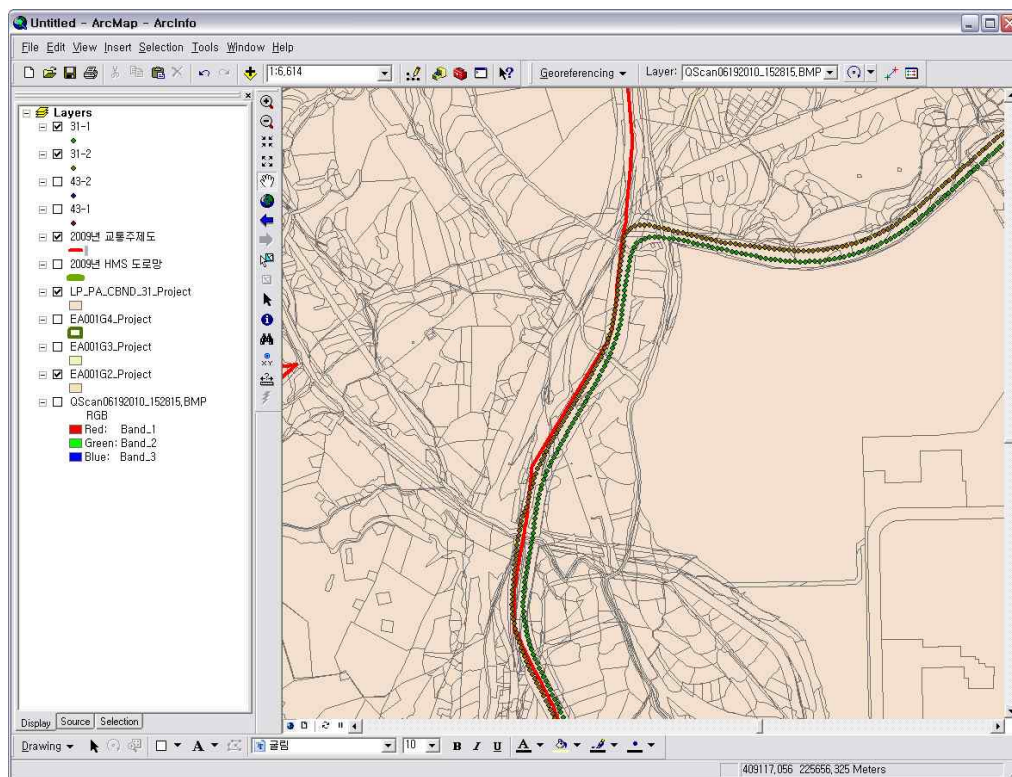 Untitled - ArcMap - ArcInfo
File Edit View Insert Selection Tools Window Help
1:6,614
Georeferencing
Layer: QScan06192010_152815,BMP
Layers
31-1
31-2
43-2
43-1
2009년 교통주제도
2009년 HMS 도로망
LP_PA_CBND_31_Project
EA001G4_Project
EA001G3_Project
EA001G2_Project
QScan06192010_152815,BMP
RGB
Red: Band_1
Green: Band_2
Blue: Band_3
Display Source Selection
Drawing A 굴림 10 B I U A
409117,056 225656,325 Meters